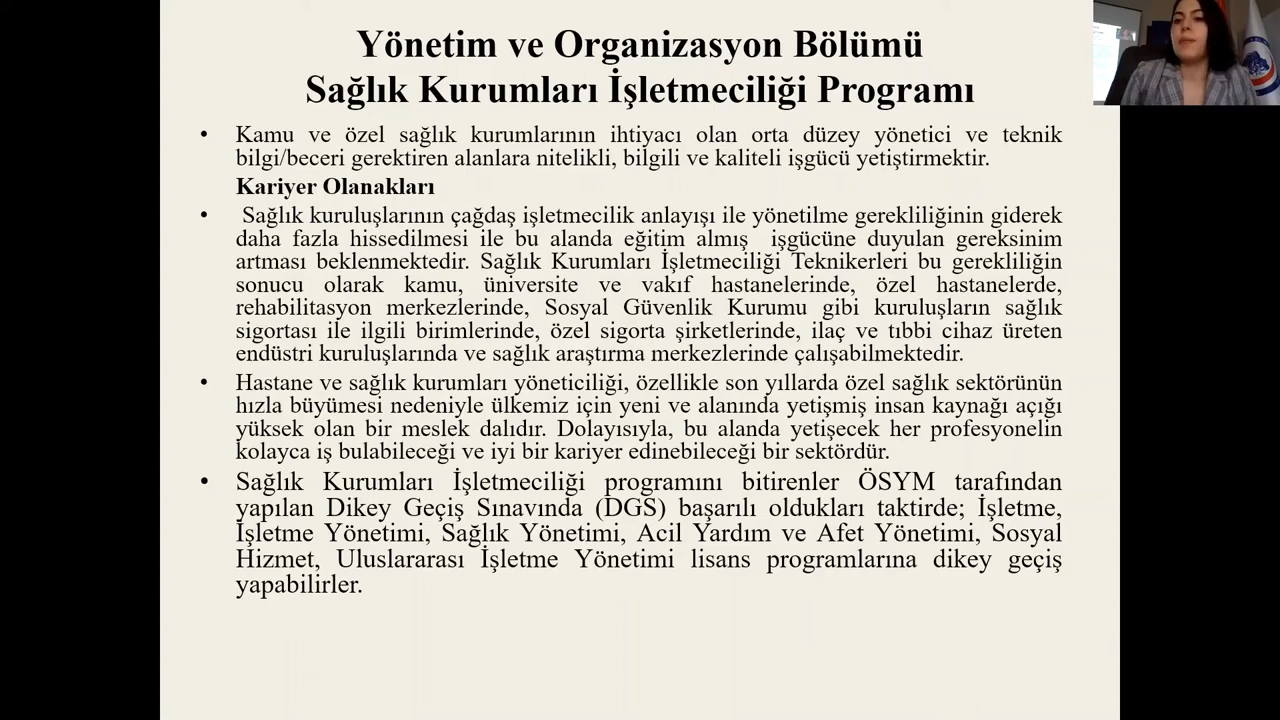 Yönetim ve Organizasyon Bölümü
Sağlık Kurumları İşletmeciliği Programı
• Kamu ve özel sağlık kurumlarının ihtiyacı olan orta düzey yönetici ve teknik
bilgi/beceri gerektiren alanlara nitelikli, bilgili ve kaliteli işgücü yetiştirmektir.
Kariyer Olanakları
• Sağlık kuruluşlarının çağdaş işletmecilik anlayışı ile yönetilme gerekliliğinin giderek
daha fazla hissedilmesi ile bu alanda eğitim almış işgücüne duyulan gereksinim
artması beklenmektedir. Sağlık Kurumları İşletmeciliği Teknikerleri bu gerekliliğin
sonucu olarak kamu, üniversite ve vakıf hastanelerinde, özel hastanelerde,
rehabilitasyon merkezlerinde, Sosyal Güvenlik Kurumu gibi kuruluşların sağlık
sigortası ile ilgili birimlerinde, özel sigorta şirketlerinde, ilaç ve tıbbi cihaz üreten
endüstri kuruluşlarında ve sağlık araştırma merkezlerinde çalışabilmektedir.
• Hastane ve sağlık kurumları yöneticiliği, özellikle son yıllarda özel sağlık sektörünün
hızla büyümesi nedeniyle ülkemiz için yeni ve alanında yetişmiş insan kaynağı açığı
yüksek olan bir meslek dalıdır. Dolayısıyla, bu alanda yetişecek her profesyonelin
kolayca iş bulabileceği ve iyi bir kariyer edinebileceği bir sektördür.
• Sağlık Kurumları İşletmeciliği programını bitirenler ÖSYM tarafından
yapılan Dikey Geçiş Sınavında (DGS) başarılı oldukları taktirde; İşletme,
İşletme Yönetimi, Sağlık Yönetimi, Acil Yardım ve Afet Yönetimi, Sosyal
Hizmet, Uluslararası İşletme Yönetimi lisans programlarına dikey geçiş
yapabilirler.